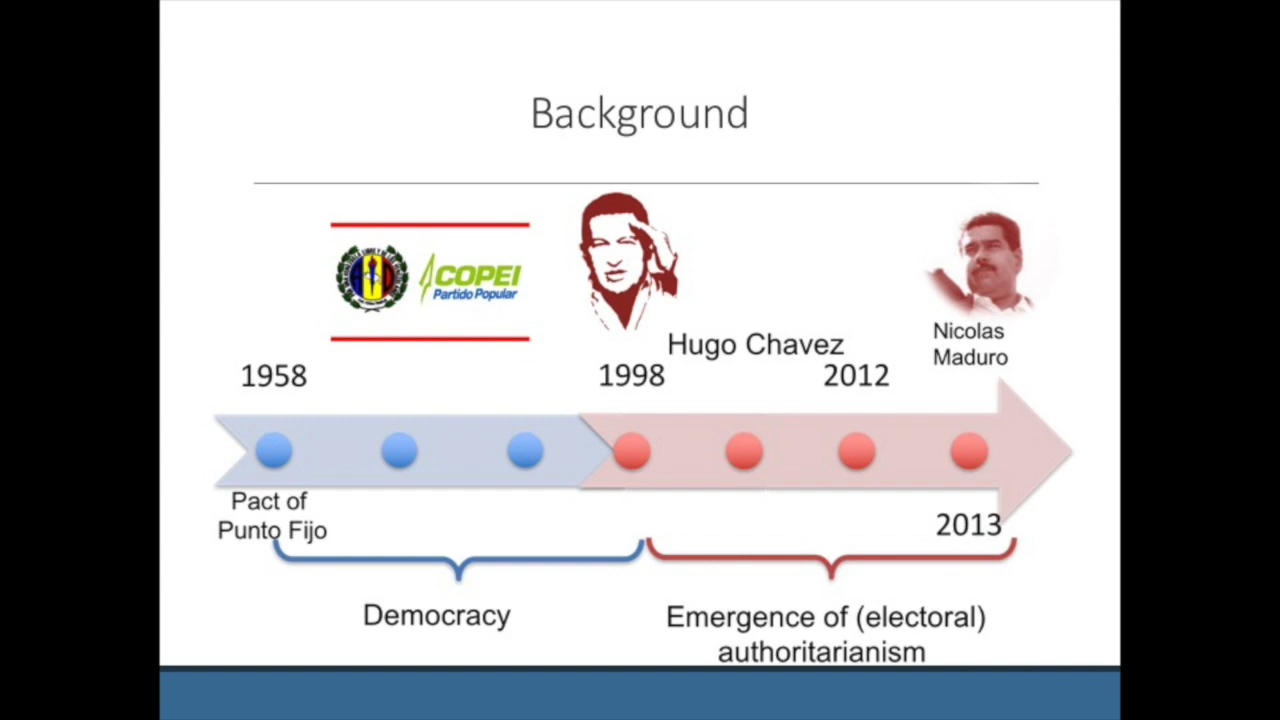 Background
COPEI
Partido Popular
Hugo Chavez
Nicolas
Maduro
1958
1998
2012
Pact of
Punto Fijo
2013
Democracy
Emergence of (electoral)
authoritarianism